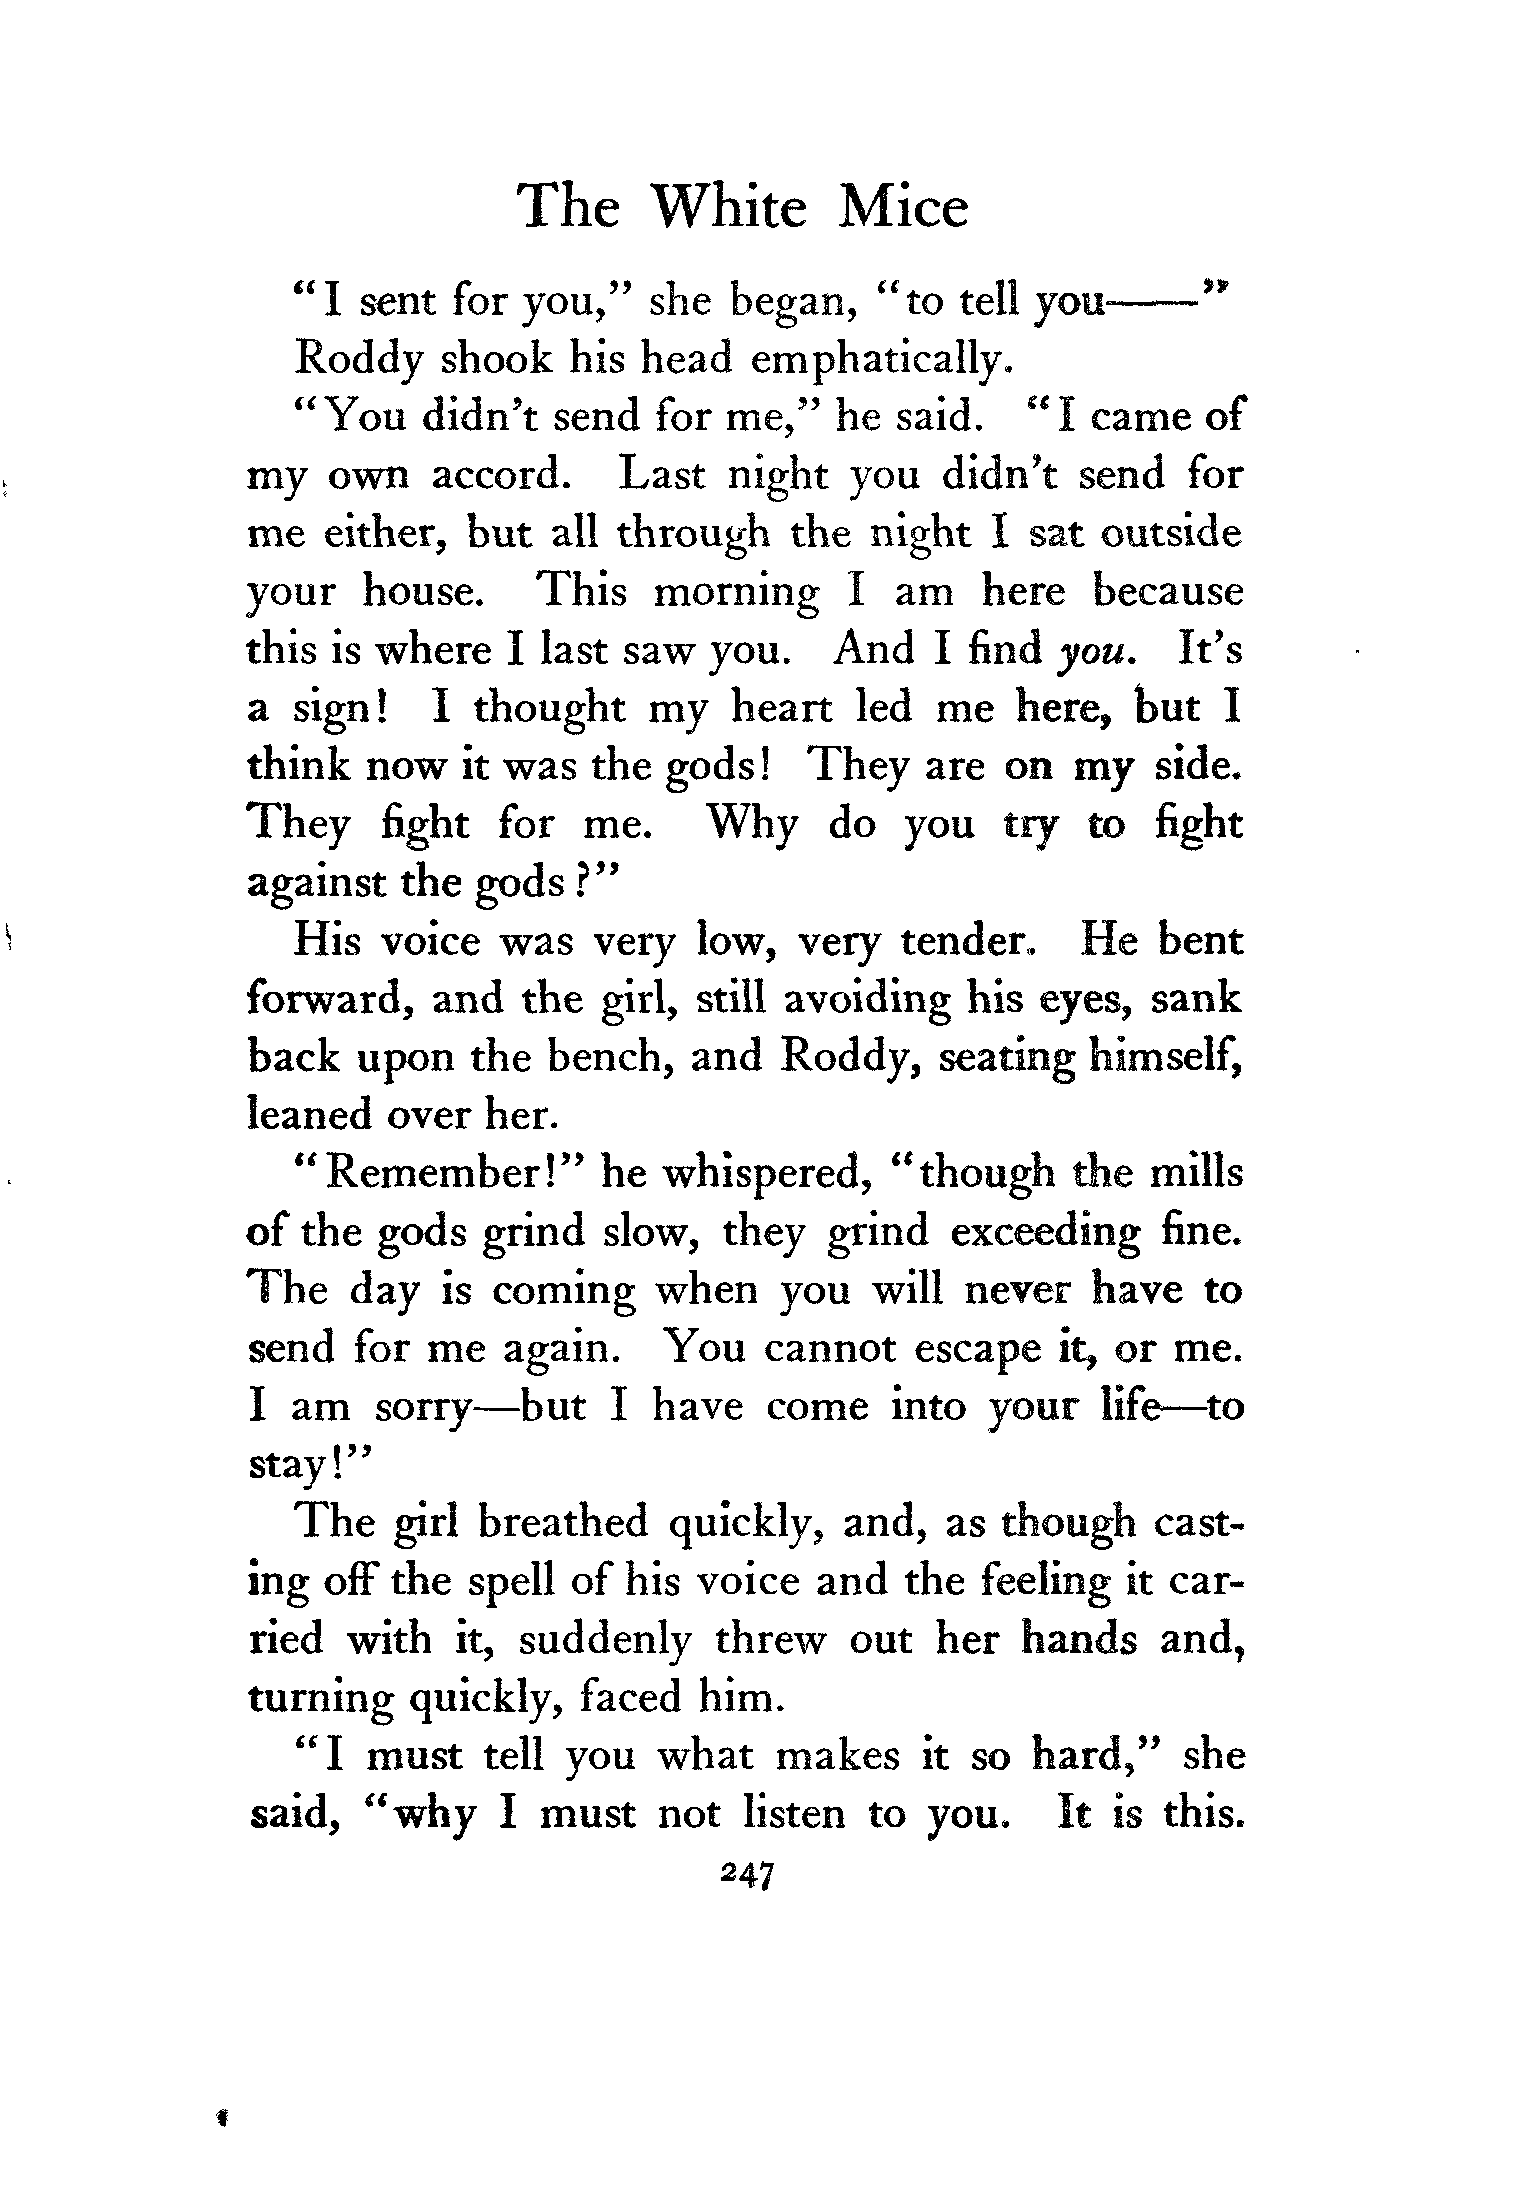 The White Mice
"I sent for you," she began, "to tell you——"
Roddy shook his head emphatically.
"You didn't send for me," he said. "I came of
my own accord. Last night you didn't send for
me either, but all through the night I sat outside
your house. This morning I am here because
this is where I last saw you. And I find you. It's
a sign! I thought my heart led me here, but I
think now it was the gods! They are on my side.
They fight for me. Why do you try to fight
against the gods?"
His voice was very low, very tender. He bent
forward, and the girl, still avoiding his eyes, sank
back upon the bench, and Roddy, seating himself,
leaned over her.
"Remember!" he whispered, "though the mills
of the gods grind slow, they grind exceeding fine.
The day is coming when you will never have to
send for me again. You cannot escape it, or me.
I am sorry—but I have come into your life—to
stay!"
The girl breathed quickly, and, as though cast-
ing off the spell of his voice and the feeling it car-
ried with it, suddenly threw out her hands and,
turning quickly, faced him.
"I must tell you what makes it so hard," she
said, "why I must not listen to you. It is this.
247